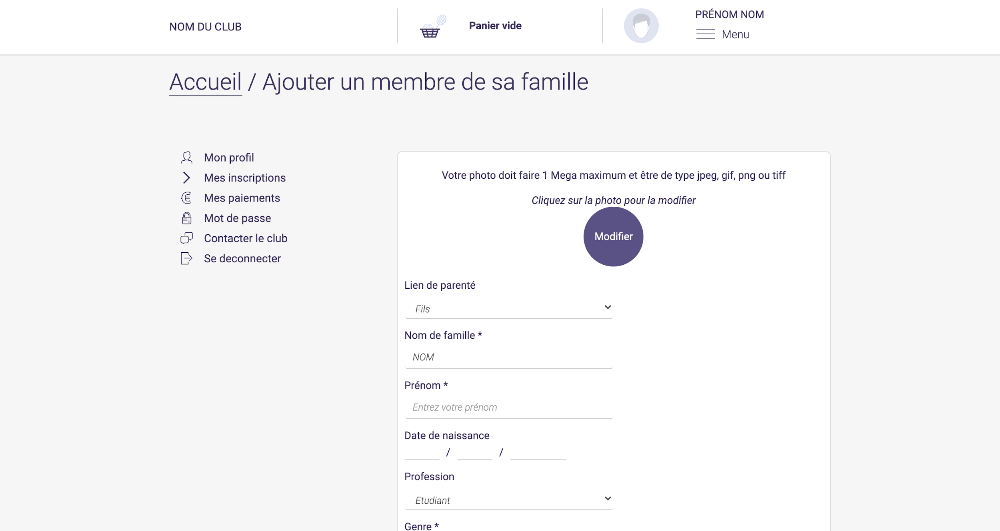 NOM DU CLUB
Panier vide
PRÉNOM NOM
Menu
Accueil / Ajouter un membre de sa famille
Mon profil
Mes inscriptions
Mes paiements
Mot de passe
Contacter le club
Se deconnecter
Votre photo doit faire 1 Mega maximum et être de type jpeg, gif, png ou tiff
Cliquez sur la photo pour la modifier
Modifier
Lien de parenté
Fils
Nom de famille *
NOM
Prénom *
Entrez votre prénom
Date de naissance
/ /
Profession
Etudiant
Genre *